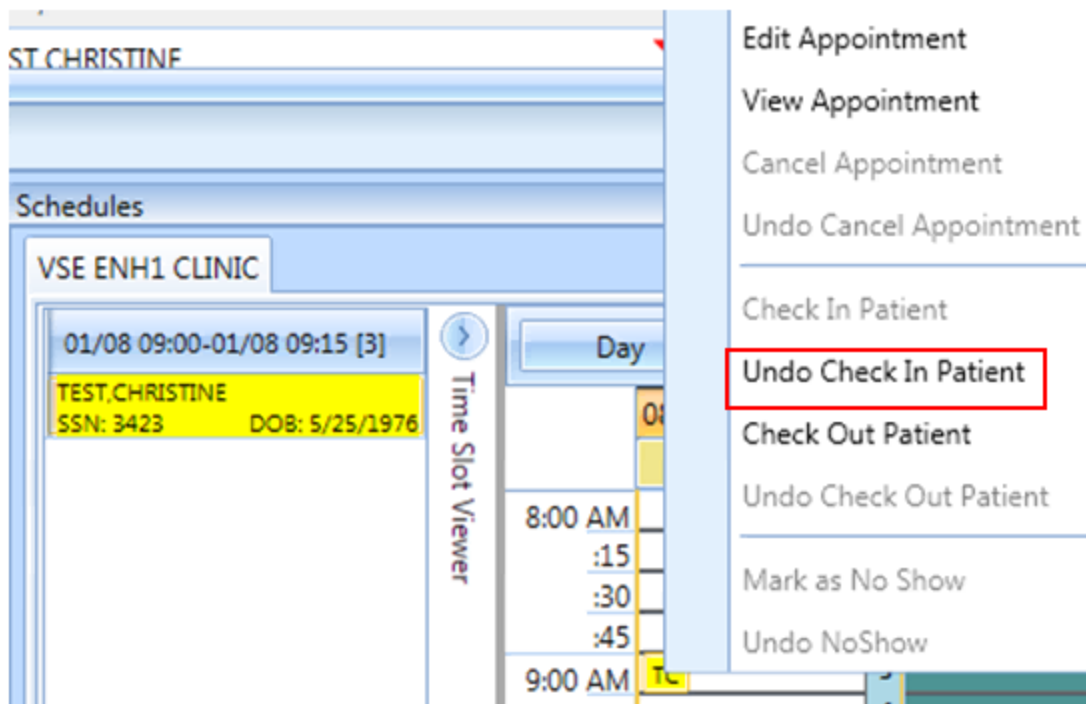 ST CHRISTINE
Schedules
VSE ENH1 CLINIC
01/08 09:00-01/08 09:15 [3]
TEST,CHRISTINE
SSN: 3423 DOB: 5/25/1976
Time Slot Viewer
Day
8:00 AM
:15
:30
:45
9:00 AM
TC
Edit Appointment
View Appointment
Cancel Appointment
Undo Cancel Appointment
Check In Patient
Undo Check In Patient
Check Out Patient
Undo Check Out Patient
Mark as No Show
Undo NoShow